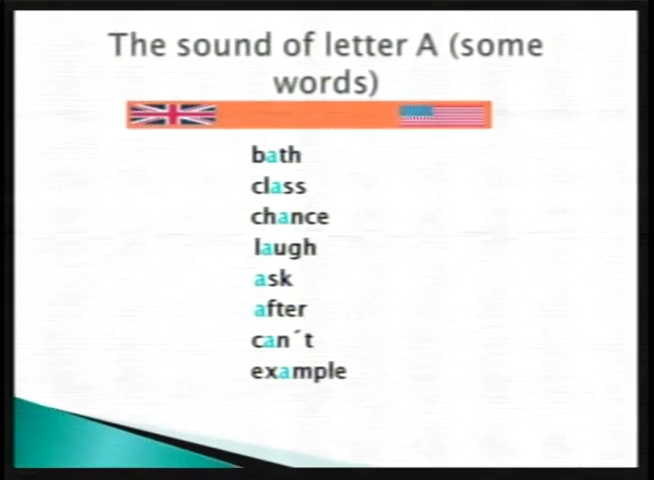 The sound of letter A (some
words)
bath
class
chance
laugh
ask
after
can´t
example